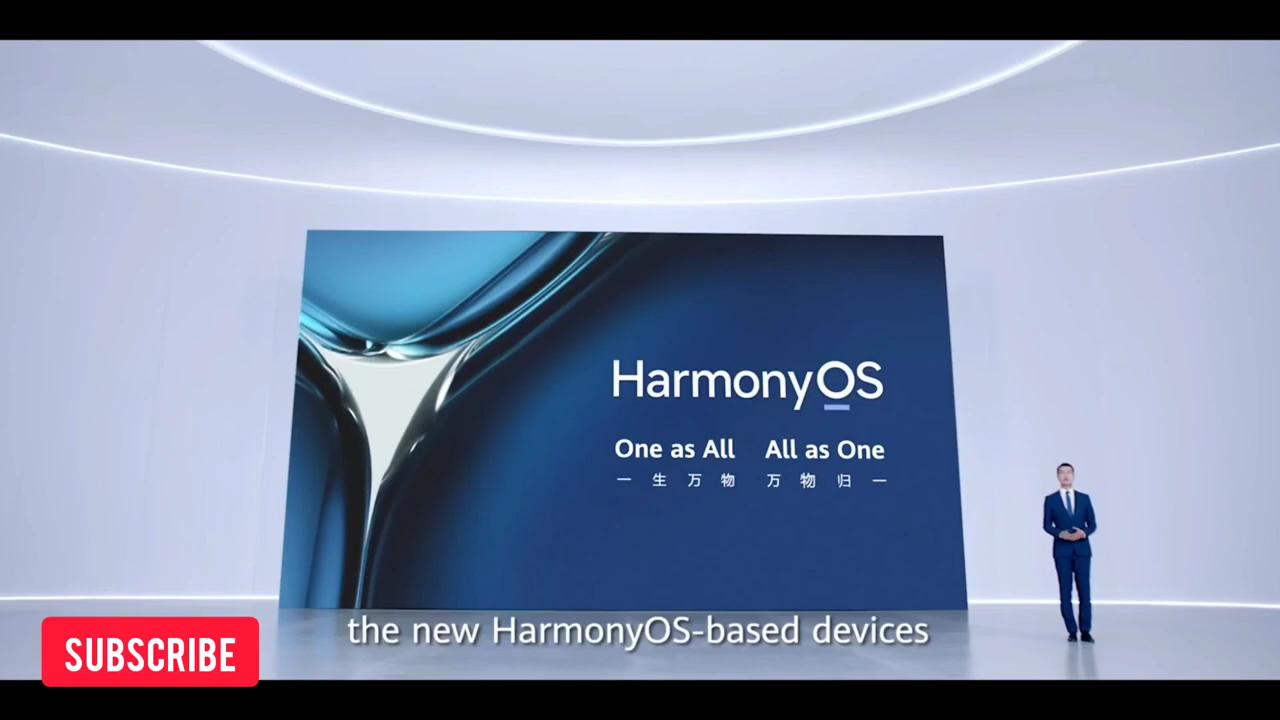 HarmonyOS
One as All All as One
一生万物 万物归一
the new HarmonyOS-based devices
SUBSCRIBE